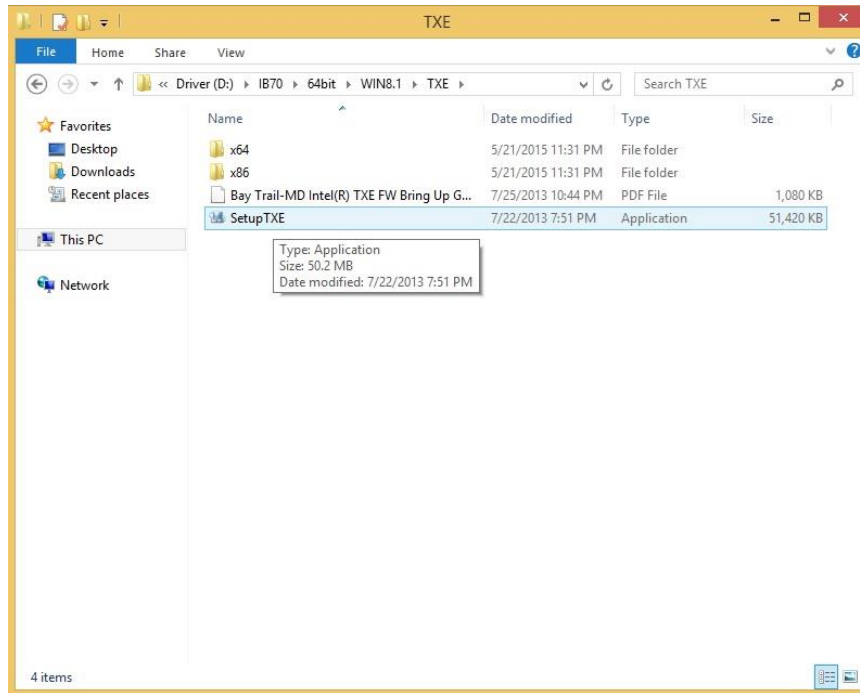 TXE
File Home Share View
« Driver (D:) IB70 64bit WIN8.1 TXE Search TXE
Favorites
Desktop
Downloads
Recent places
This PC
Network
Name Date modified Type Size
x64 5/21/2015 11:31 PM File folder
x86 5/21/2015 11:31 PM File folder
Bay Trail-MD Intel(R) TXE FW Bring Up G... 7/25/2013 10:44 PM PDF File 1,080 KB
SetupTXE 7/22/2013 7:51 PM Application 51,420 KB
Type: Application
Size: 50.2 MB
Date modified: 7/22/2013 7:51 PM
4 items